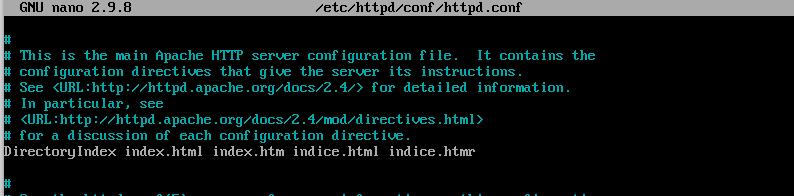 GNU nano 2.9.8 /etc/httpd/conf/httpd.conf
#
# This is the main Apache HTTP server configuration file. It contains the
# configuration directives that give the server its instructions.
# See <URL:http://httpd.apache.org/docs/2.4/> for detailed information.
# In particular, see
# <URL:http://httpd.apache.org/docs/2.4/mod/directives.html>
# for a discussion of each configuration directive.
DirectoryIndex index.html index.htm indice.html indice.htmr
#